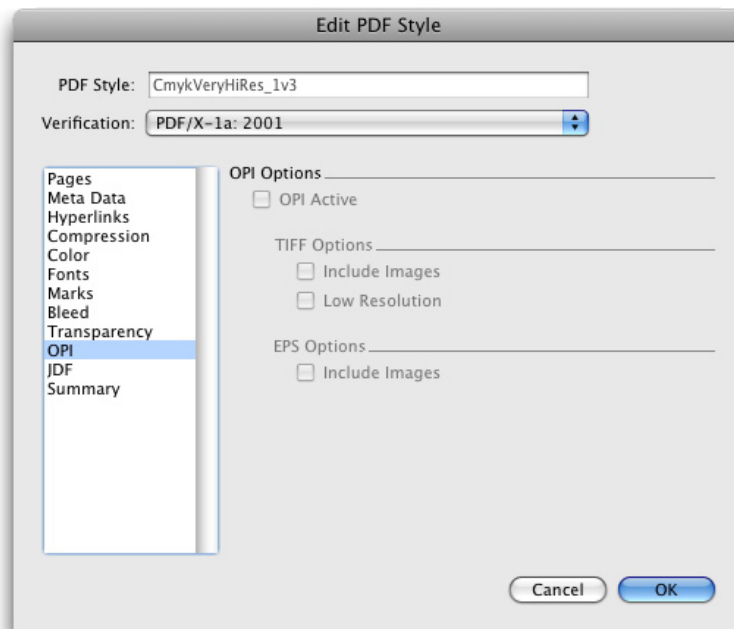 Edit PDF Style
PDF Style: CmykVeryHiRes_1v3
Verification: PDF/X-1a: 2001
Pages
Meta Data
Hyperlinks
Compression
Color
Fonts
Marks
Bleed
Transparency
OPI
JDF
Summary
OPI Options
OPI Active
TIFF Options
Include Images
Low Resolution
EPS Options
Include Images
Cancel
OK